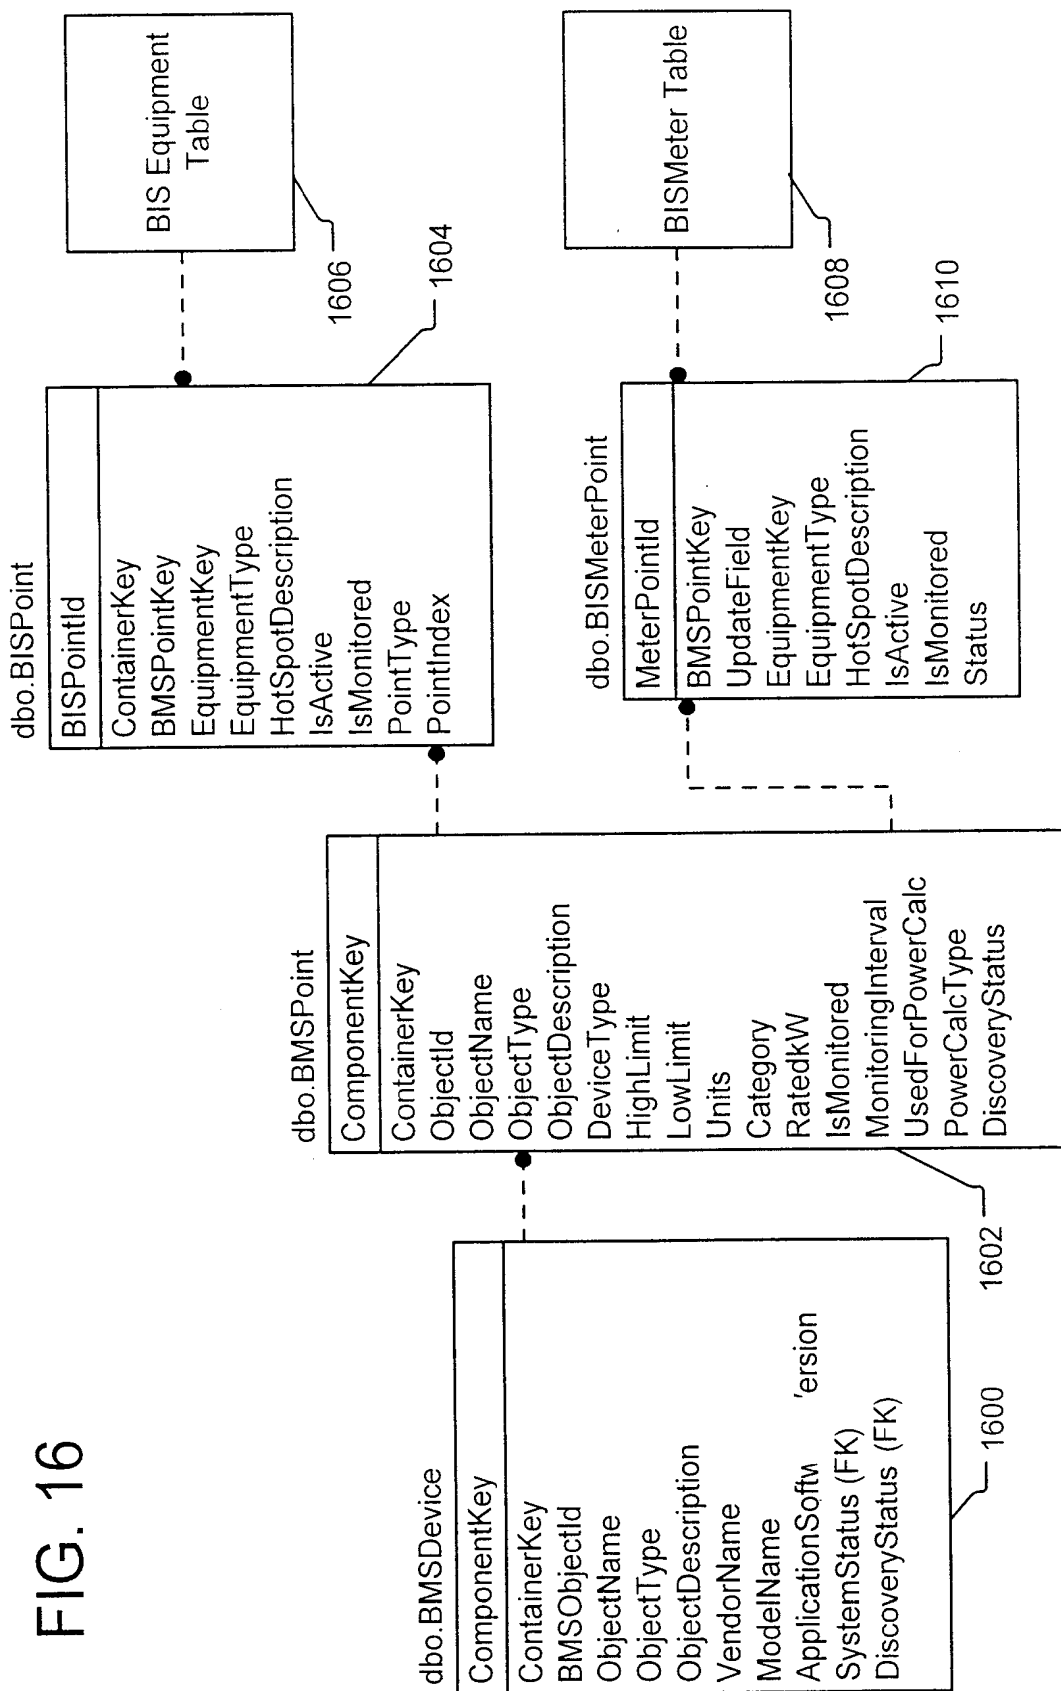 FIG. 16
dbo.BMSDevice
ComponentKey
ContainerKey
BMSObjectId
ObjectName
ObjectType
ObjectDescription
VendorName
ModelName
ApplicationSoftw 'ersion
SystemStatus (FK)
DiscoveryStatus (FK)
1600
dbo.BMSPoint
ComponentKey
ContainerKey
ObjectId
ObjectName
ObjectType
ObjectDescription
DeviceType
HighLimit
LowLimit
Units
Category
RatedkW
IsMonitored
MonitoringInterval
UsedForPowerCalc
PowerCalcType
DiscoveryStatus
1602
dbo.BISPoint
BISPointId
ContainerKey
BMSPointKey
EquipmentKey
EquipmentType
HotSpotDescription
IsActive
IsMonitored
PointType
PointIndex
1604
BIS Equipment
Table
1606
dbo.BISMeterPoint
MeterPointId
BMSPointKey
UpdateField
EquipmentKey
EquipmentType
HotSpotDescription
IsActive
IsMonitored
Status
1610
BISMeter Table
1608